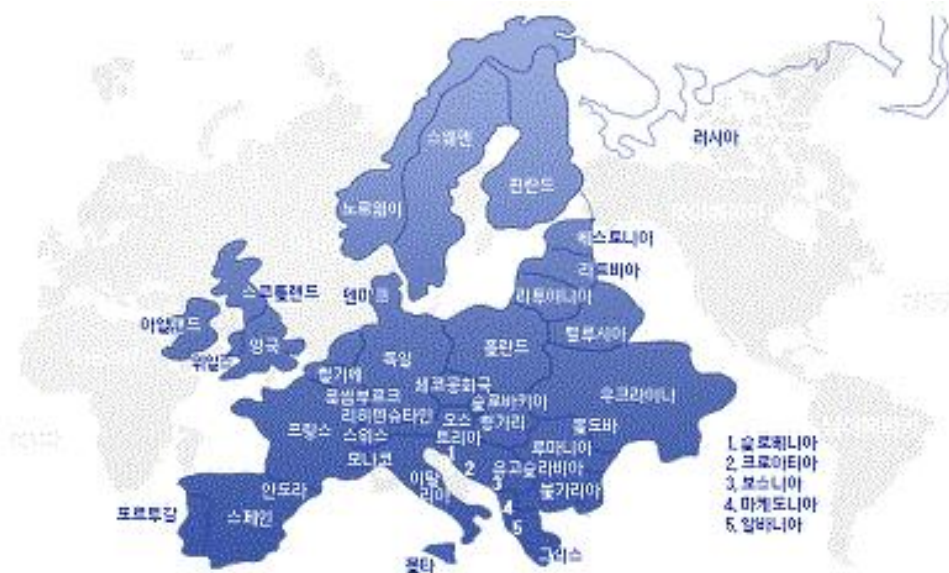 러시아
스웨덴
핀란드
노르웨이
에스토니아
라트비아
스코틀랜드
덴마크
리투아니아
아일랜드
벨루시아
웨일즈
영국
독일
폴란드
벨기에
체코공화국
우크라이나
룩셈부르크
슬로바키아
리히텐슈타인
오스
트리아
헝가리
몰도바
프랑스
스위스
루마니아
모나코
이탈
리아
유고슬라비아
불가리아
안도라
포르투갈
스페인
그리스
몰타
1
2
3
4
5
1. 슬로베니아
2. 크로아티아
3. 보스니아
4. 마케도니아
5. 알바니아